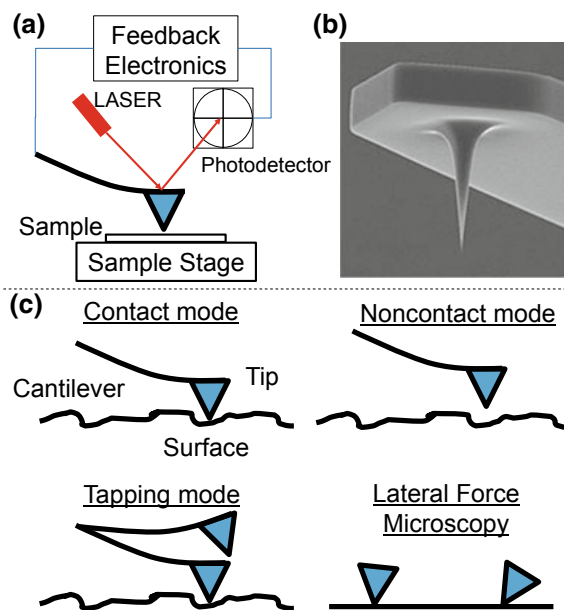 (a)
Feedback
Electronics
LASER
Photodetector
Sample
Sample Stage
(b)
(c)
Contact mode
Cantilever
Tip
Surface
Noncontact mode
Tapping mode
Lateral Force
Microscopy